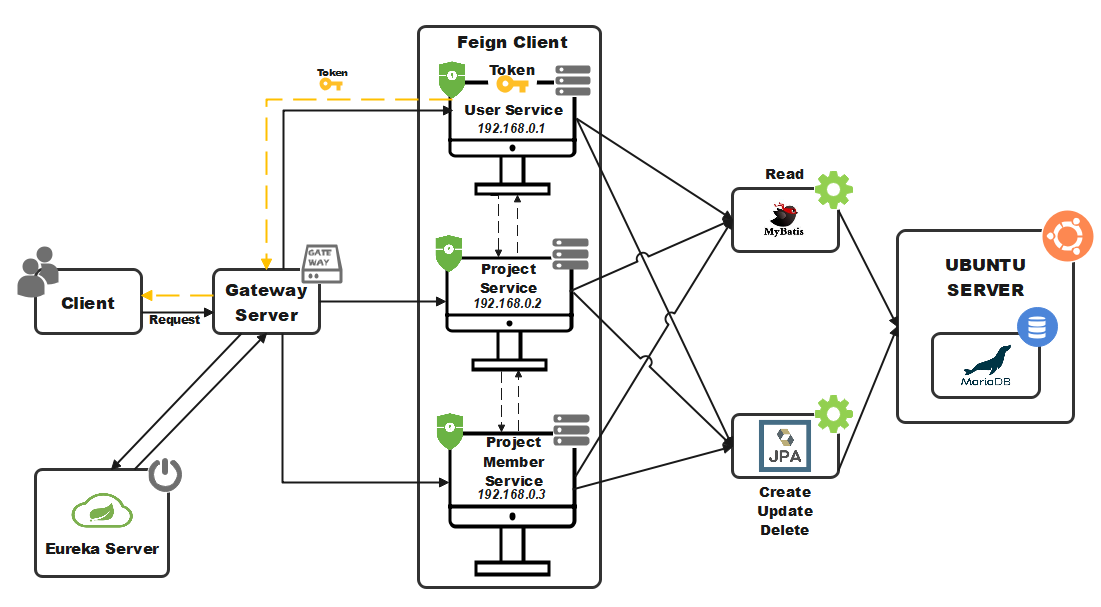 Feign Client
Token
Token
User Service
192.168.0.1
Read
MyBatis
GATE
WAY
Project
Service
192.168.0.2
UBUNTU
SERVER
Client
Gateway
Server
Request
MariaDB
Project
Member
Service
192.168.0.3
JPA
Create
Update
Delete
Eureka Server